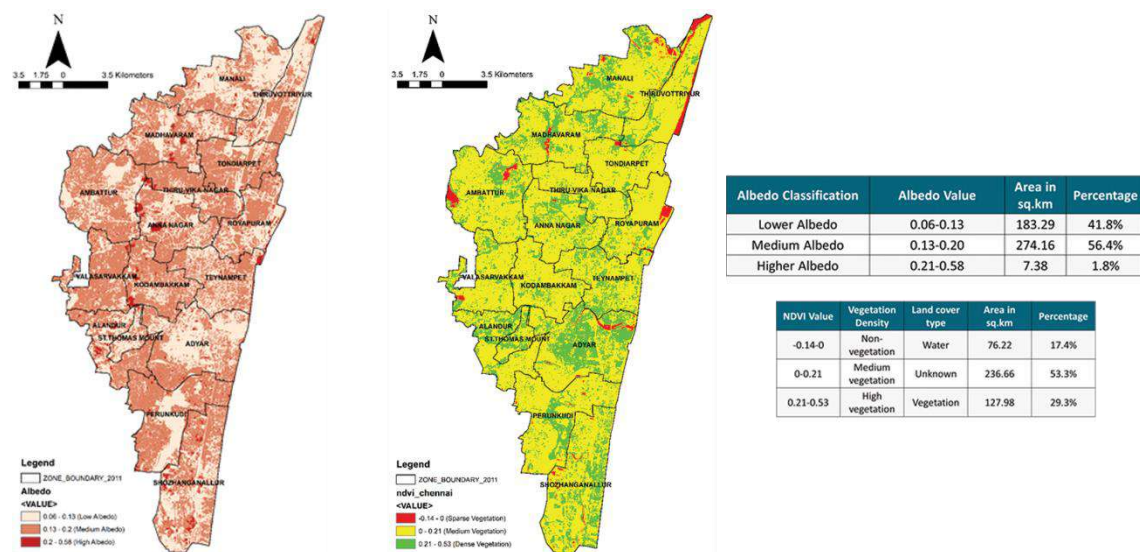 N
3.5 1.75 0 3.5 Kilometers
MANALI
THIRUVOTTRIYUR
MADHAVARAM
TONDIARPET
AMBATTUR
THIRU-VIKA NAGAR
ANNA NAGAR
ROYAPURAM
VALASARVAKKAM
TEYNAMPET
KODAMBAKKAM
ALANDUR
ST.THOMAS MOUNT
ADYAR
PERUNKUDI
SHOZHANGANALLUR
Legend
ZONE_BOUNDARY_2011
Albedo
<VALUE>
0.06 - 0.13 (Low Albedo)
0.13 - 0.2 (Medium Albedo)
0.2 - 0.58 (High Albedo)
N
3.5 1.75 0 3.5 Kilometers
MANALI
THIRUVOTTRIYUR
MADHAVARAM
TONDIARPET
AMBATTUR
THIRU-VIKA NAGAR
ANNA NAGAR
ROYAPURAM
VALASARVAKKAM
TEYNAMPET
KODAMBAKKAM
ALANDUR
ST.THOMAS MOUNT
ADYAR
PERUNKUDI
SHOZHANGANALLUR
Legend
ZONE_BOUNDARY_2011
ndvi_chennai
<VALUE>
-0.14 - 0 (Sparse Vegetation)
0 - 0.21 (Medium Vegetation)
0.21 - 0.53 (Dense Vegetation)
Albedo Classification Albedo Value Area in sq.km Percentage
Lower Albedo 0.06-0.13 183.29 41.8%
Medium Albedo 0.13-0.20 274.16 56.4%
Higher Albedo 0.21-0.58 7.38 1.8%
NDVI Value Vegetation Density Land cover type Area in sq.km Percentage
-0.14-0 Non-vegetation Water 76.22 17.4%
0-0.21 Medium vegetation Unknown 236.66 53.3%
0.21-0.53 High vegetation Vegetation 127.98 29.3%